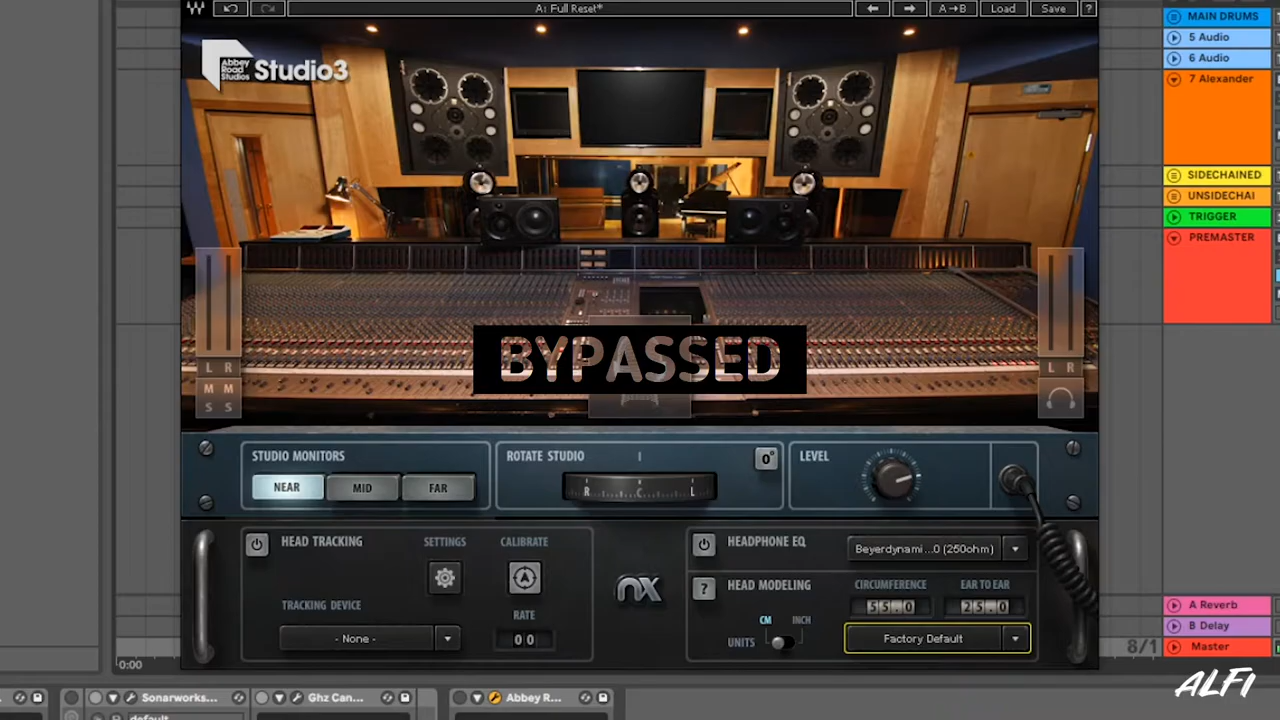 A: Full Reset*
A→B
Load
Save
?
Abbey
Road
Studios
Studio3
MAIN DRUMS
5 Audio
6 Audio
7 Alexander
SIDECHAINED
UNSIDECHAI
TRIGGER
PREMASTER
L R
M M
S S
BYPASSED
L R
STUDIO MONITORS
NEAR
MID
FAR
ROTATE STUDIO
0°
R C L
LEVEL
HEAD TRACKING
SETTINGS
CALIBRATE
RATE
00
TRACKING DEVICE
- None -
nx
HEADPHONE EQ
Beyerdynami...0 (250ohm)
?
HEAD MODELING
CIRCUMFERENCE
EAR TO EAR
55.0
25.0
CM
INCH
UNITS
Factory Default
A Reverb
B Delay
8/1
Master
0:00
ALFI
Sonarworks...
Ghz Can...
Abbey R...
default